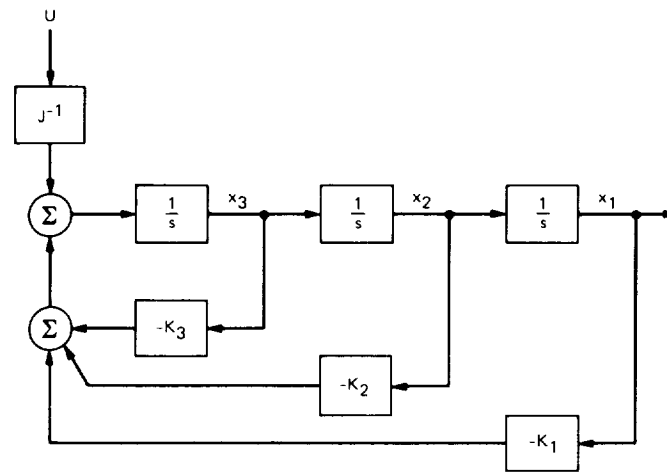 U
J⁻¹
Σ
1/s
x₃
1/s
x₂
1/s
x₁
Σ
-K₃
-K₂
-K₁